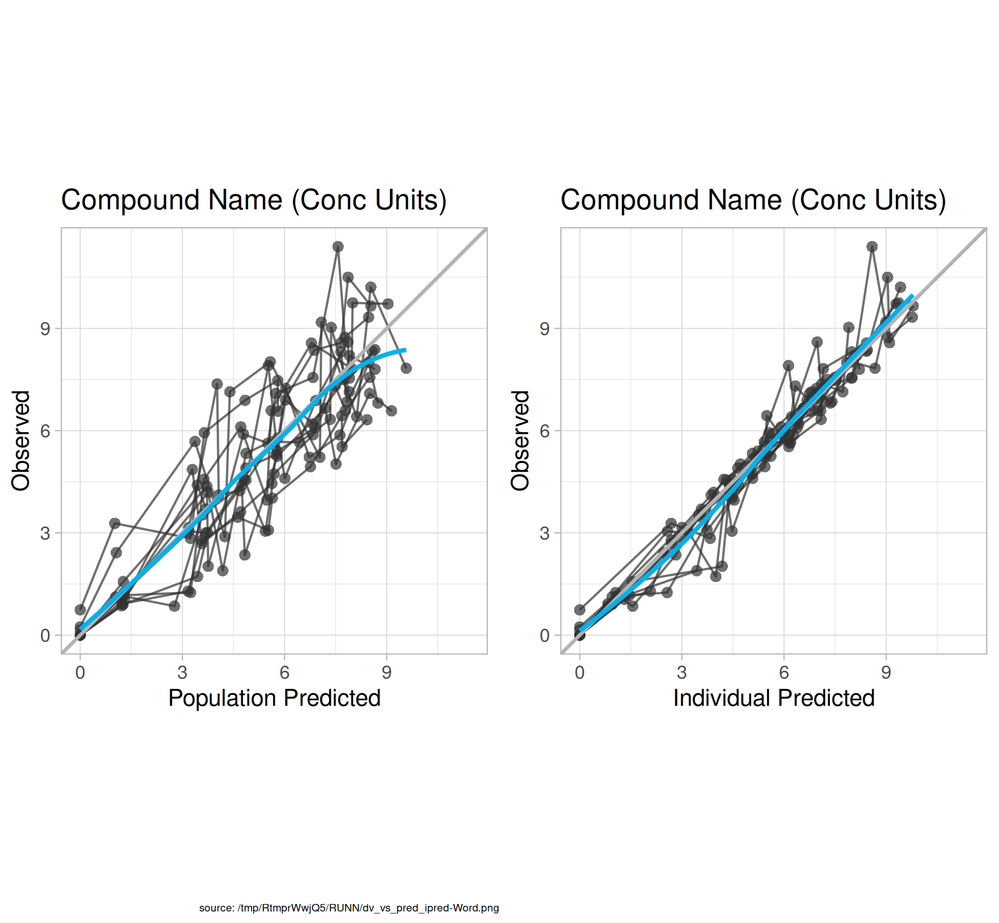 Compound Name (Conc Units)
Observed
9
6
3
0
0 3 6 9
Population Predicted
Compound Name (Conc Units)
Observed
9
6
3
0
0 3 6 9
Individual Predicted
source: /tmp/RtmprWwjQ5/RUNN/dv_vs_pred_ipred-Word.png